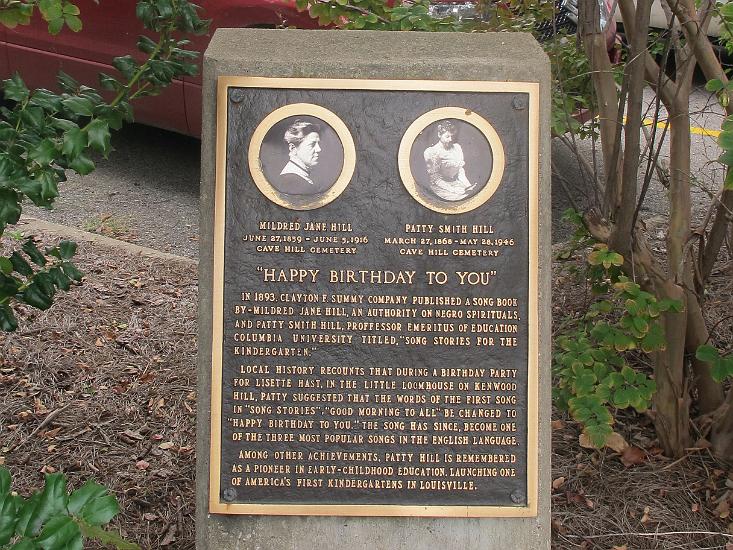 MILDRED JANE HILL
JUNE 27, 1859 - JUNE 5, 1916
CAVE HILL CEMETERY
PATTY SMITH HILL
MARCH 27, 1868 - MAY 28, 1946
CAVE HILL CEMETERY
"HAPPY BIRTHDAY TO YOU"
IN 1893, CLAYTON F. SUMMY COMPANY PUBLISHED A SONG BOOK
BY - MILDRED JANE HILL, AN AUTHORITY ON NEGRO SPIRITUALS,
AND PATTY SMITH HILL, PROFFESSOR EMERITUS OF EDUCATION
COLUMBIA UNIVERSITY TITLED, "SONG STORIES FOR THE
KINDERGARTEN."
LOCAL HISTORY RECOUNTS THAT DURING A BIRTHDAY PARTY
FOR LISETTE HAST, IN THE LITTLE LOOMHOUSE ON KENWOOD
HILL, PATTY SUGGESTED THAT THE WORDS OF THE FIRST SONG
IN "SONG STORIES", "GOOD MORNING TO ALL" BE CHANGED TO
"HAPPY BIRTHDAY TO YOU." THE SONG HAS SINCE, BECOME ONE
OF THE THREE MOST POPULAR SONGS IN THE ENGLISH LANGUAGE.
AMONG OTHER ACHIEVEMENTS, PATTY HILL IS REMEMBERED
AS A PIONEER IN EARLY-CHILDHOOD EDUCATION, LAUNCHING ONE
OF AMERICA'S FIRST KINDERGARTENS IN LOUISVILLE.